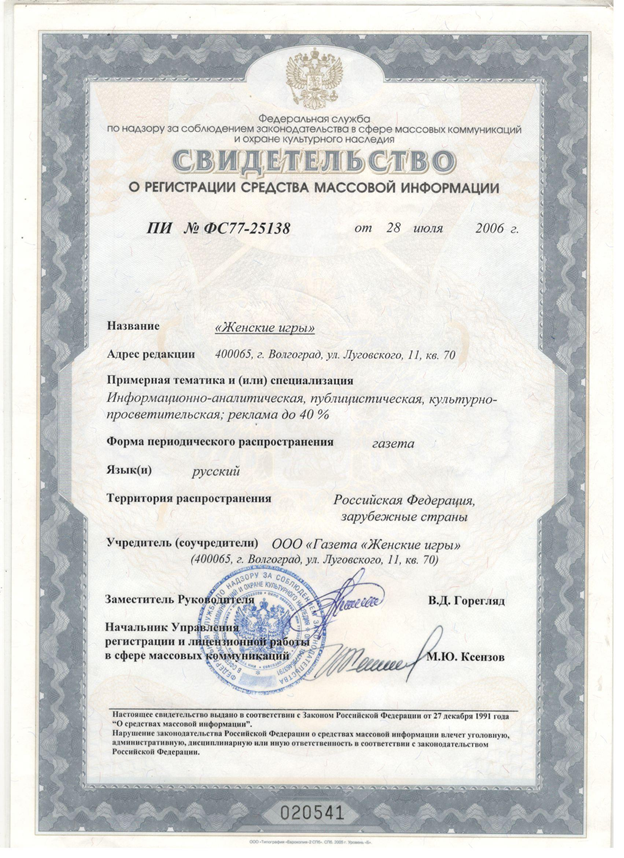 Федеральная служба
по надзору за соблюдением законодательства в сфере массовых коммуникаций
и охране культурного наследия
СВИДЕТЕЛЬСТВО
О РЕГИСТРАЦИИ СРЕДСТВА МАССОВОЙ ИНФОРМАЦИИ
ПИ № ФС77-25138 от 28 июля 2006 г.
Название «Женские игры»
Адрес редакции 400065, г. Волгоград, ул. Луговского, 11, кв. 70
Примерная тематика и (или) специализация
Информационно-аналитическая, публицистическая, культурно-
просветительская; реклама до 40 %
Форма периодического распространения газета
Язык(и) русский
Территория распространения Российская Федерация,
зарубежные страны
Учредитель (соучредители) ООО «Газета «Женские игры»
(400065, г. Волгоград, ул. Луговского, 11, кв. 70)
Заместитель Руководителя В.Д. Горегляд
Начальник Управления
регистрации и лицензионной работы
в сфере массовых коммуникаций М.Ю. Ксензов
Настоящее свидетельство выдано в соответствии с Законом Российской Федерации от 27 декабря 1991 года
“О средствах массовой информации”.
Нарушение законодательства Российской Федерации о средствах массовой информации влечет уголовную,
административную, дисциплинарную или иную ответственность в соответствии с законодательством
Российской Федерации.
020541